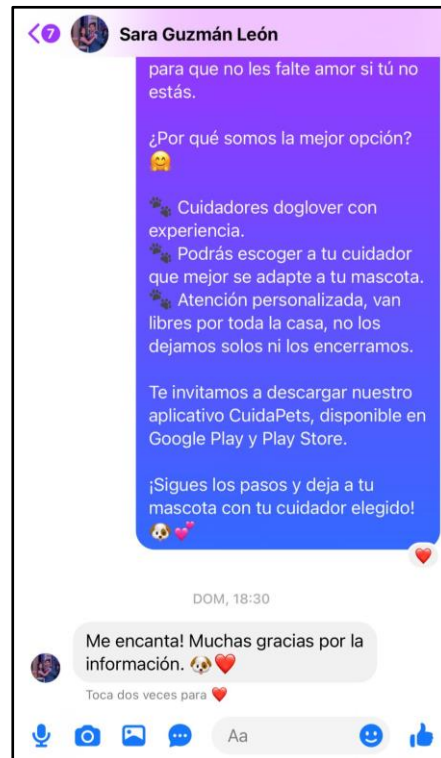 7
Sara Guzmán León
para que no les falte amor si tú no
estás.
¿Por qué somos la mejor opción?
🤗
🐾 Cuidadores doglover con
experiencia.
🐾 Podrás escoger a tu cuidador
que mejor se adapte a tu mascota.
🐾 Atención personalizada, van
libres por toda la casa, no los
dejamos solos ni los encerramos.
Te invitamos a descargar nuestro
aplicativo CuidaPets, disponible en
Google Play y Play Store.
¡Sigues los pasos y deja a tu
mascota con tu cuidador elegido!
🐶💕
DOM, 18:30
Me encanta! Muchas gracias por la
información. 🐶❤️
Toca dos veces para ❤️
Aa